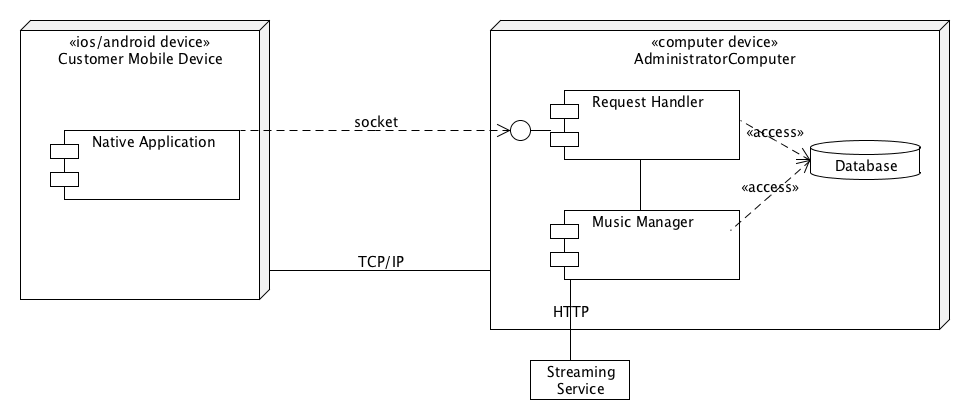 «ios/android device»
Customer Mobile Device
Native Application
socket
TCP/IP
«computer device»
AdministratorComputer
Request Handler
«access»
Database
«access»
Music Manager
HTTP
Streaming
Service